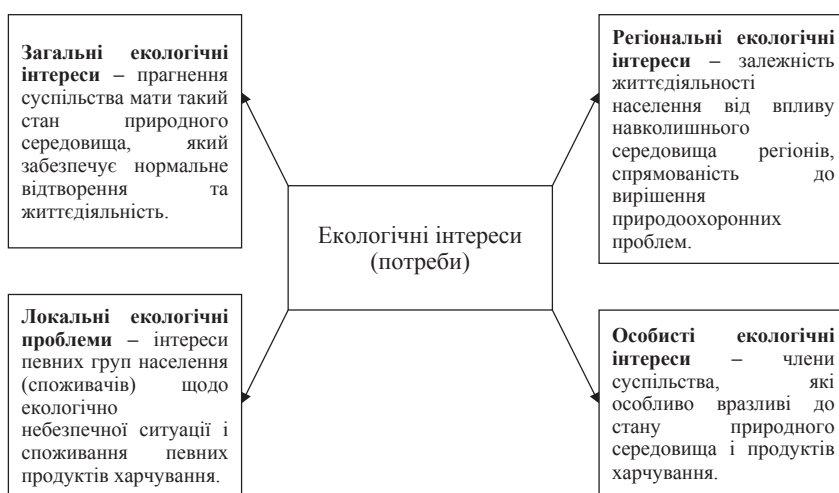 Загальні екологічні
інтереси – прагнення
суспільства мати такий
стан природного
середовища, який
забезпечує нормальне
відтворення та
життєдіяльність.
Регіональні екологічні
інтереси – залежність
життєдіяльності
населення від впливу
навколишнього
середовища регіонів,
спрямованість до
вирішення
природоохоронних
проблем.
Екологічні інтереси
(потреби)
Локальні екологічні
проблеми – інтереси
певних груп населення
(споживачів) щодо
екологічно
небезпечної ситуації і
споживання певних
продуктів харчування.
Особисті екологічні
інтереси – члени
суспільства, які
особливо вразливі до
стану природного
середовища і продуктів
харчування.